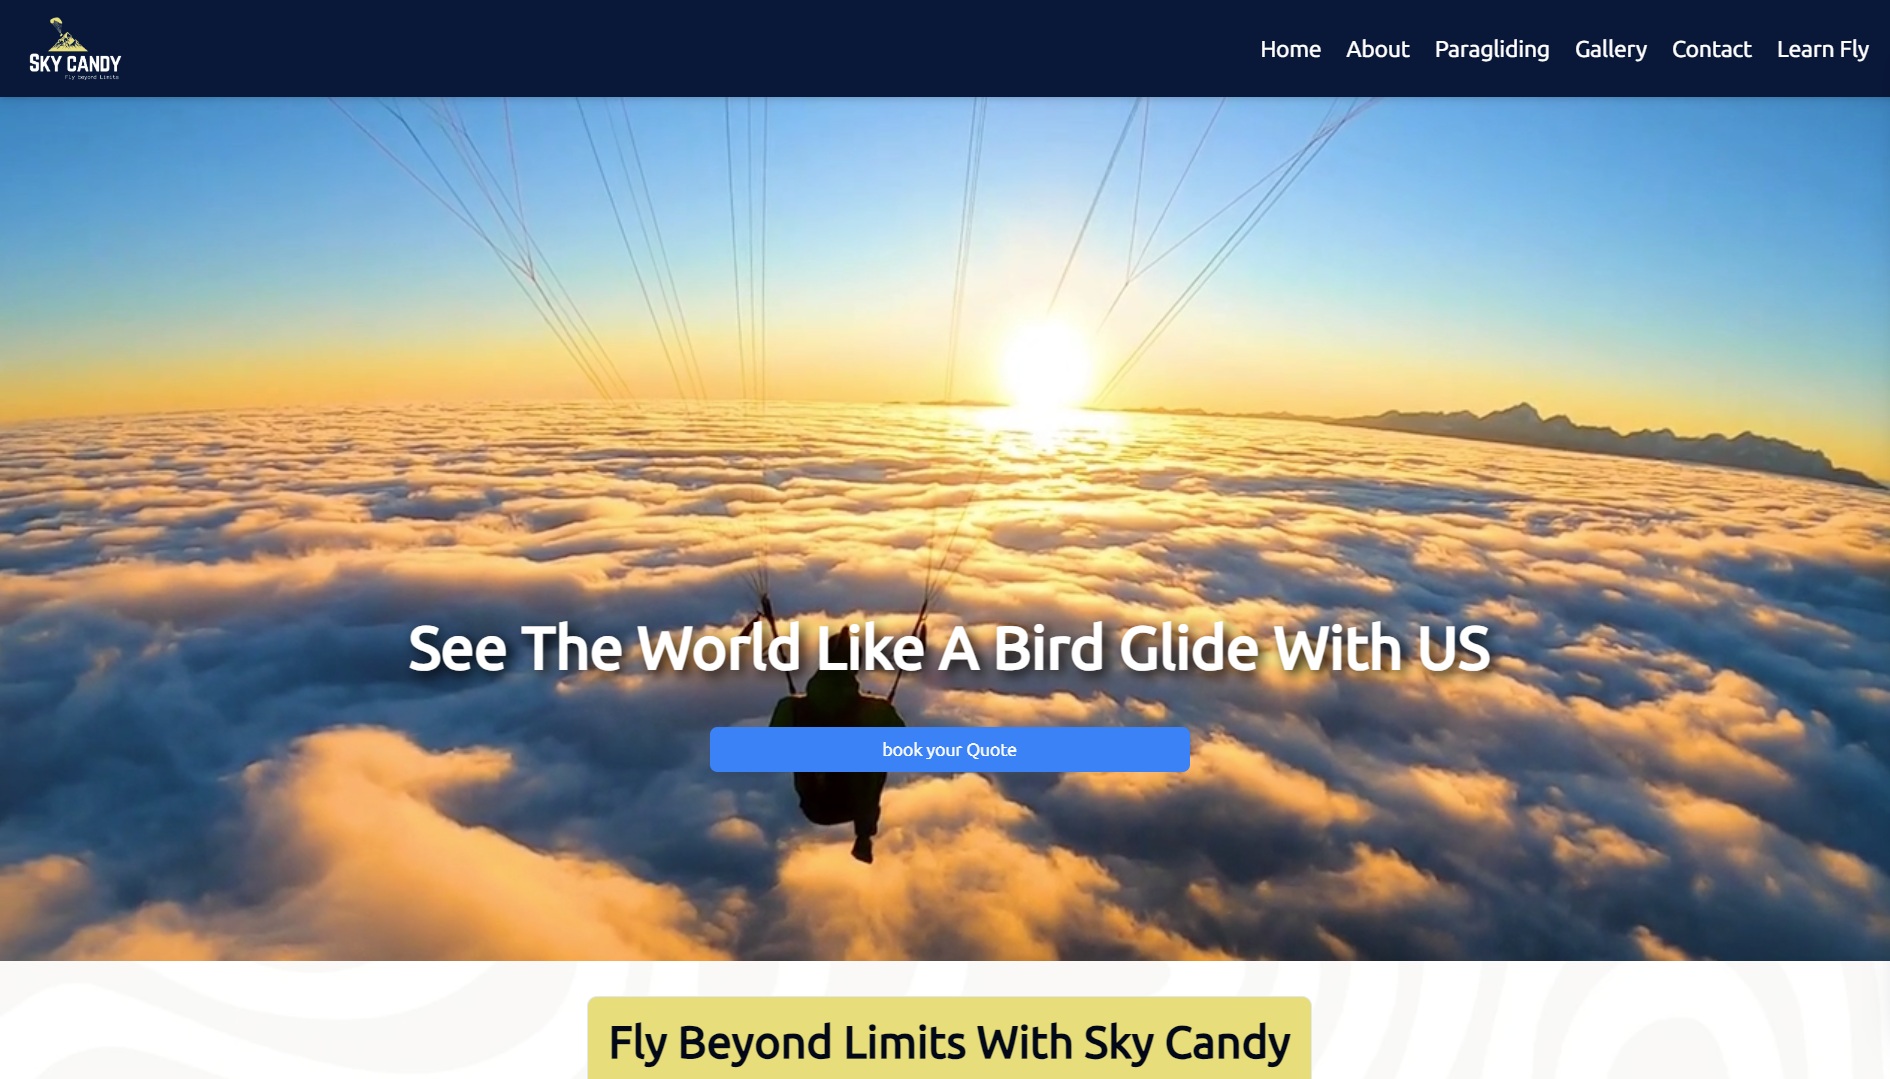 SKY CANDY
Fly beyond Limits
Home About Paragliding Gallery Contact Learn Fly
See The World Like A Bird Glide With US
book your Quote
Fly Beyond Limits With Sky Candy